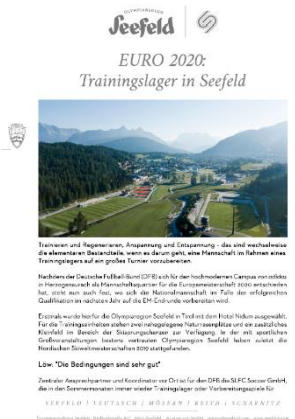 OLYMPIAREGION
Seefeld
EURO 2020:
Trainingslager in Seefeld
Trainieren und Regenerieren, Anspannung und Entspannung - das sind wechselweise
die elementaren Bestandteile, wenn es darum geht, eine Mannschaft im Rahmen eines
Trainingslagers auf ein großes Turnier vorzubereiten.
Nachdem der Deutsche Fußball-Bund (DFB) sich für den hochmodernen Campus von adidas
in Herzogenaurach als Mannschaftsquartier für die Europameisterschaft 2020 entschieden
hat, steht nun auch fest, wo sich die Nationalmannschaft im Falle der erfolgreichen
Qualifikation im nächsten Jahr auf die EM-Endrunde vorbereiten wird.
Erstmals wurde hierfür die Olympiaregion Seefeld in Tirol mit dem Hotel Nidum ausgewählt.
Für die Trainingseinheiten stehen zwei nahegelegene Naturrasenplätze und ein zusätzliches
Kleinfeld im Bereich der Skisprungschanzen zur Verfügung. In der mit sportlichen
Großveranstaltungen bestens vertrauten Olympiaregion Seefeld haben zuletzt die
Nordischen Skiweltmeisterschaften 2019 stattgefunden.
Löw: "Die Bedingungen sind sehr gut"
Zentraler Ansprechpartner und Koordinator vor Ort ist für den DFB die SLFC Soccer GmbH,
die in den Sommermonaten immer wieder Trainingslager oder Vorbereitungsspiele für
SEEFELD | LEUTASCH | MÖSERN | REITH | SCHARNITZ